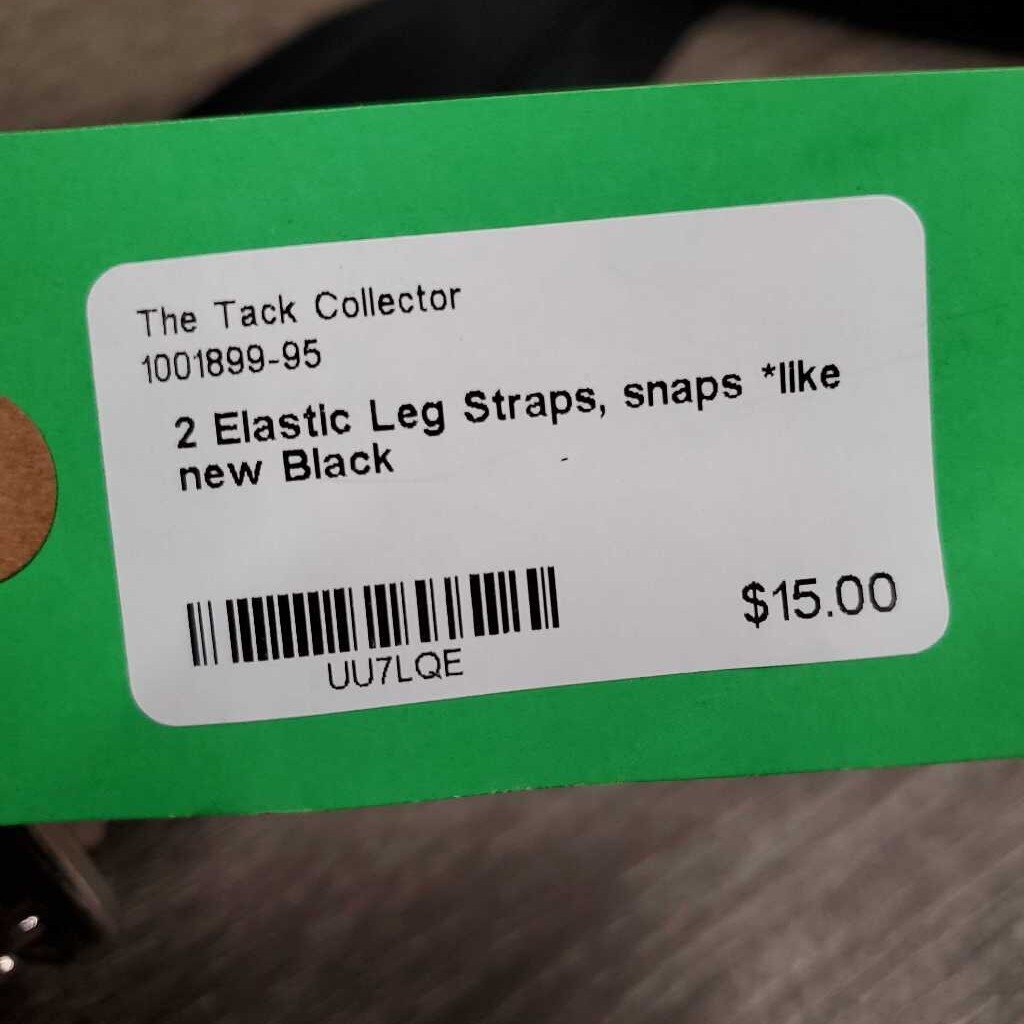 The Tack Collector
1001899-95
2 Elastic Leg Straps, snaps *like
new Black
UU7LQE
$15.00